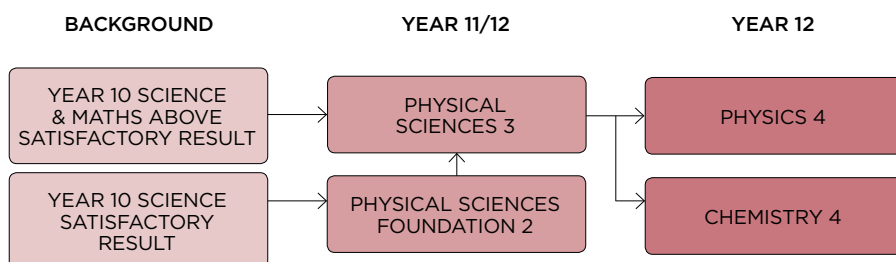 BACKGROUND
YEAR 11/12
YEAR 12
YEAR 10 SCIENCE
& MATHS ABOVE
SATISFACTORY RESULT
PHYSICAL
SCIENCES 3
PHYSICS 4
YEAR 10 SCIENCE
SATISFACTORY
RESULT
PHYSICAL SCIENCES
FOUNDATION 2
CHEMISTRY 4